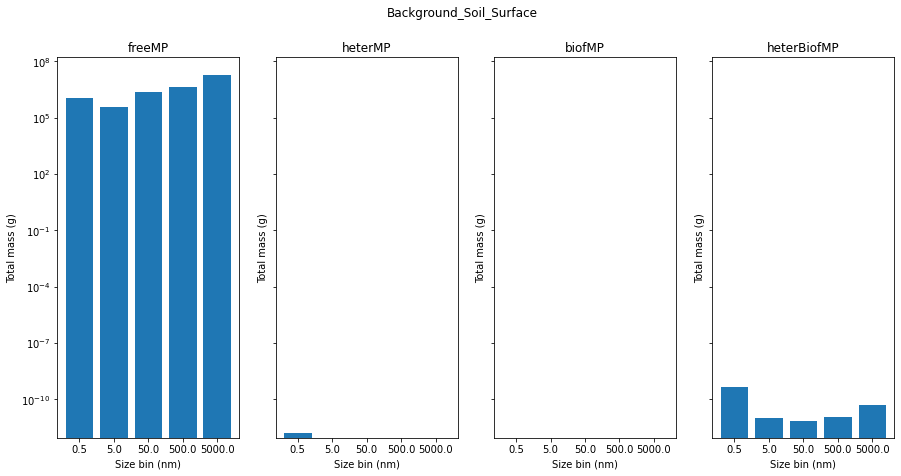 Background_Soil_Surface
freeMP
heterMP
biofMP
heterBiofMP
Total mass (g)
10^8
10^5
10^2
10^-1
10^-4
10^-7
10^-10
0.5 5.0 50.0 500.0 5000.0
Size bin (nm)
Total mass (g)
0.5 5.0 50.0 500.0 5000.0
Size bin (nm)
Total mass (g)
0.5 5.0 50.0 500.0 5000.0
Size bin (nm)
Total mass (g)
0.5 5.0 50.0 500.0 5000.0
Size bin (nm)